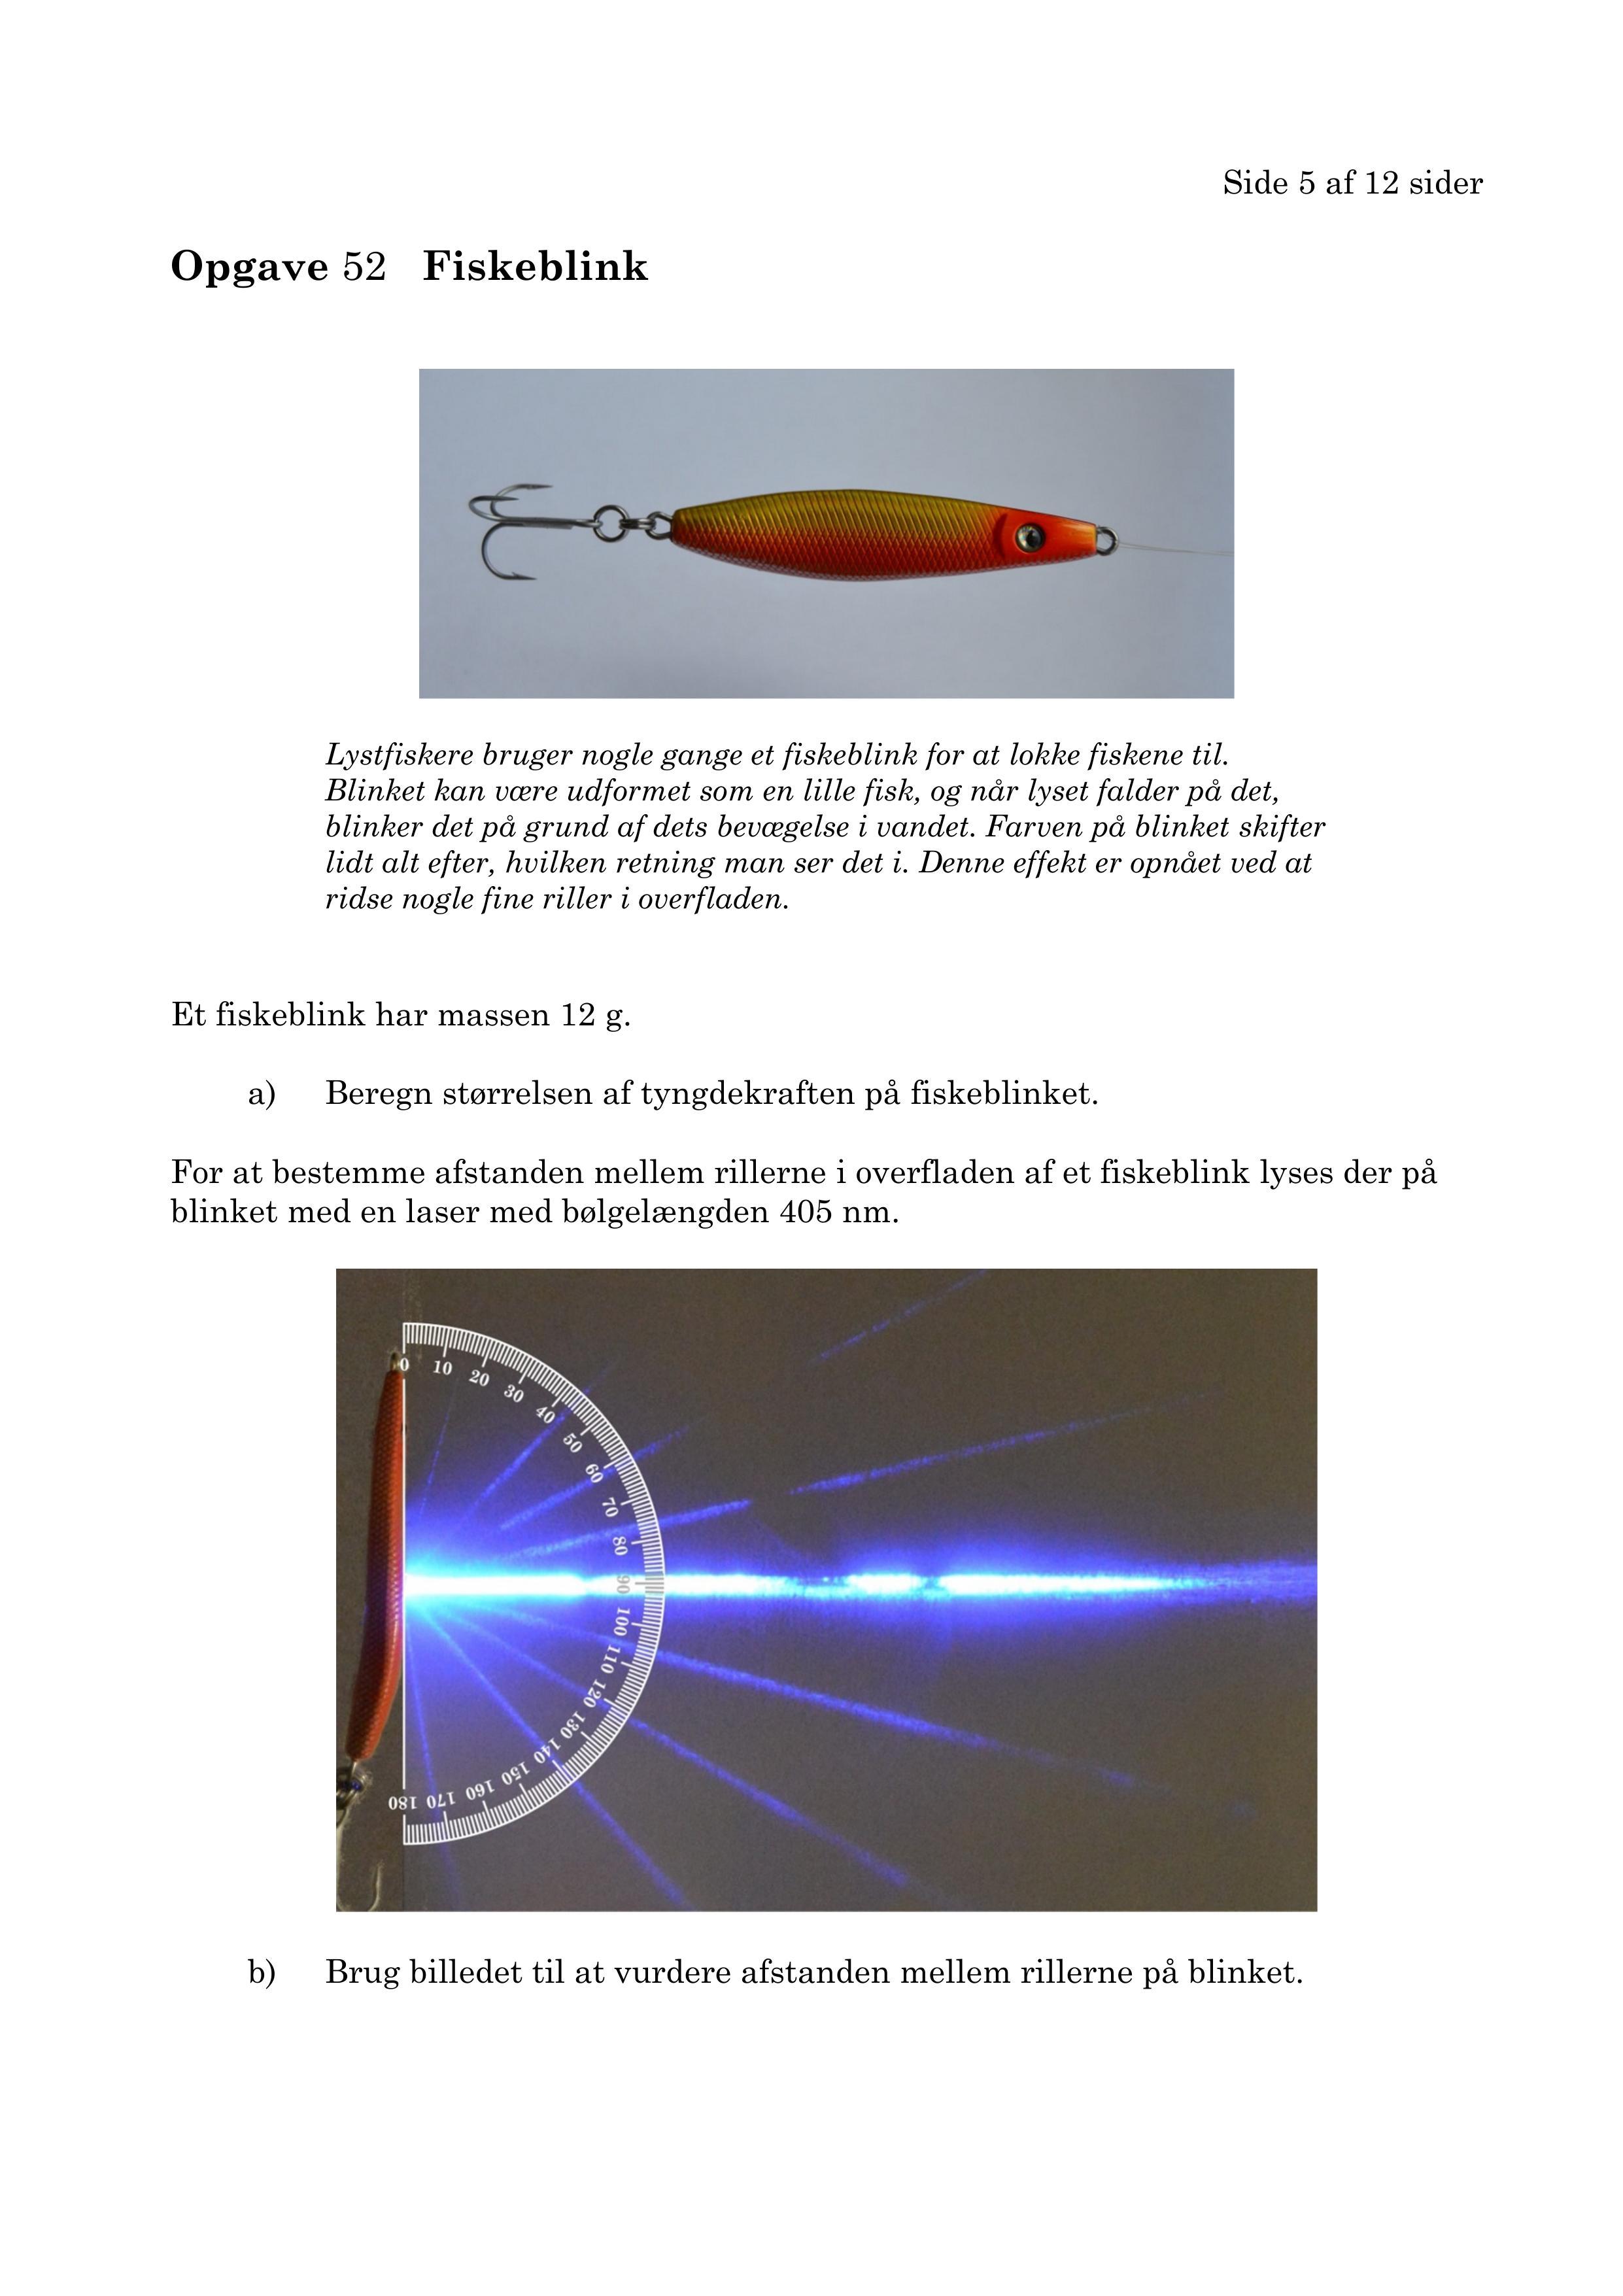 Side 5 af 12 sider
Opgave 52 Fiskeblink
Lystfiskere bruger nogle gange et fiskeblink for at lokke fiskene til.
Blinket kan være udformet som en lille fisk, og når lyset falder på det,
blinker det på grund af dets bevægelse i vandet. Farven på blinket skifter
lidt alt efter, hvilken retning man ser det i. Denne effekt er opnået ved at
ridse nogle fine riller i overfladen.
Et fiskeblink har massen 12 g.
a) Beregn størrelsen af tyngdekraften på fiskeblinket.
For at bestemme afstanden mellem rillerne i overfladen af et fiskeblink lyses der på
blinket med en laser med bølgelængden 405 nm.
0
10
20
30
40
50
60
70
80
90
100
110
120
130
140
150
160
170
180
b) Brug billedet til at vurdere afstanden mellem rillerne på blinket.